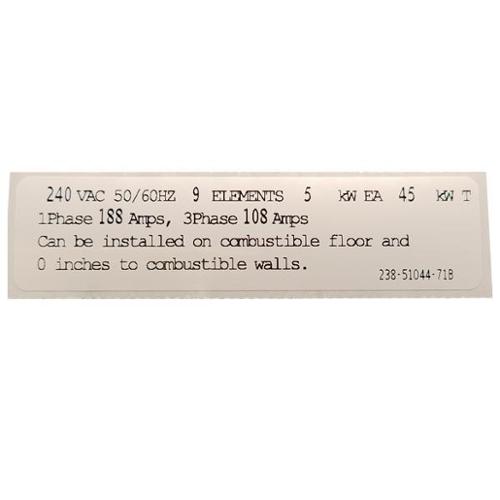 240 VAC 50/60HZ 9 ELEMENTS 5 kW EA 45 kW T
1Phase 188 Amps, 3Phase 108 Amps
Can be installed on combustible floor and
0 inches to combustible walls.
238-51044-71B